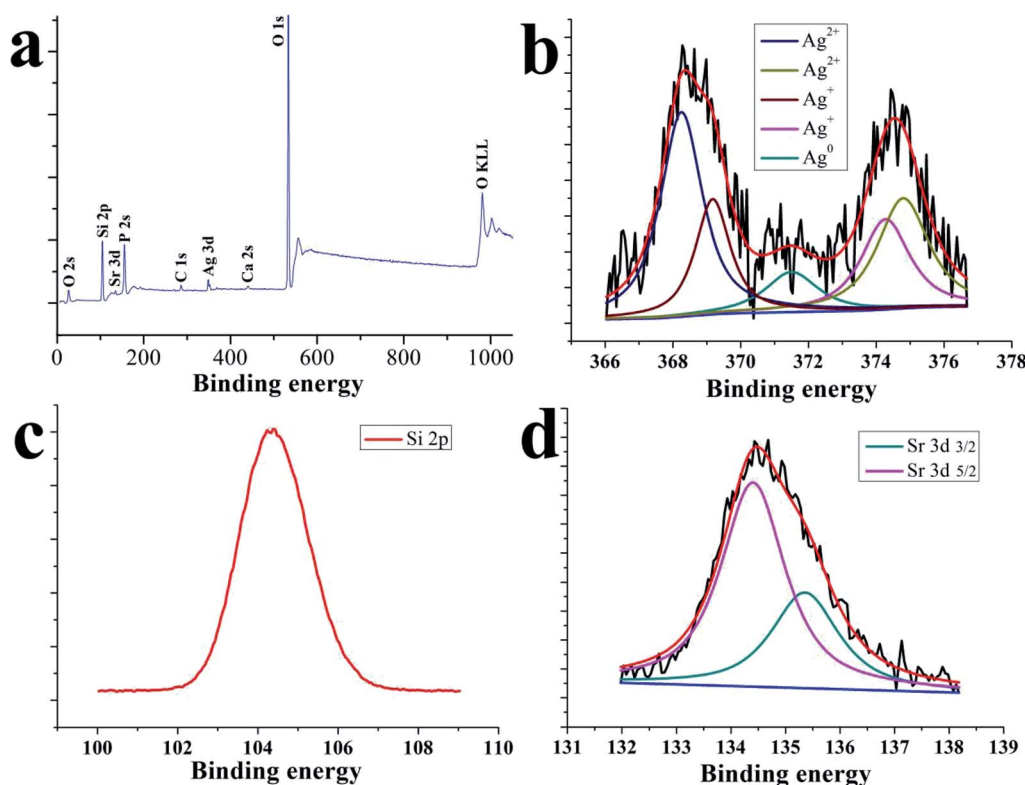 a
O 2s
Si 2p
Sr 3d
P 2s
C 1s
Ag 3d
Ca 2s
O 1s
O KLL
0 200 400 600 800 1000
Binding energy
b
Ag2+
Ag2+
Ag+
Ag+
Ag0
366 368 370 372 374 376 378
Binding energy
c
Si 2p
100 102 104 106 108 110
Binding energy
d
Sr 3d 3/2
Sr 3d 5/2
131 132 133 134 135 136 137 138 139
Binding energy